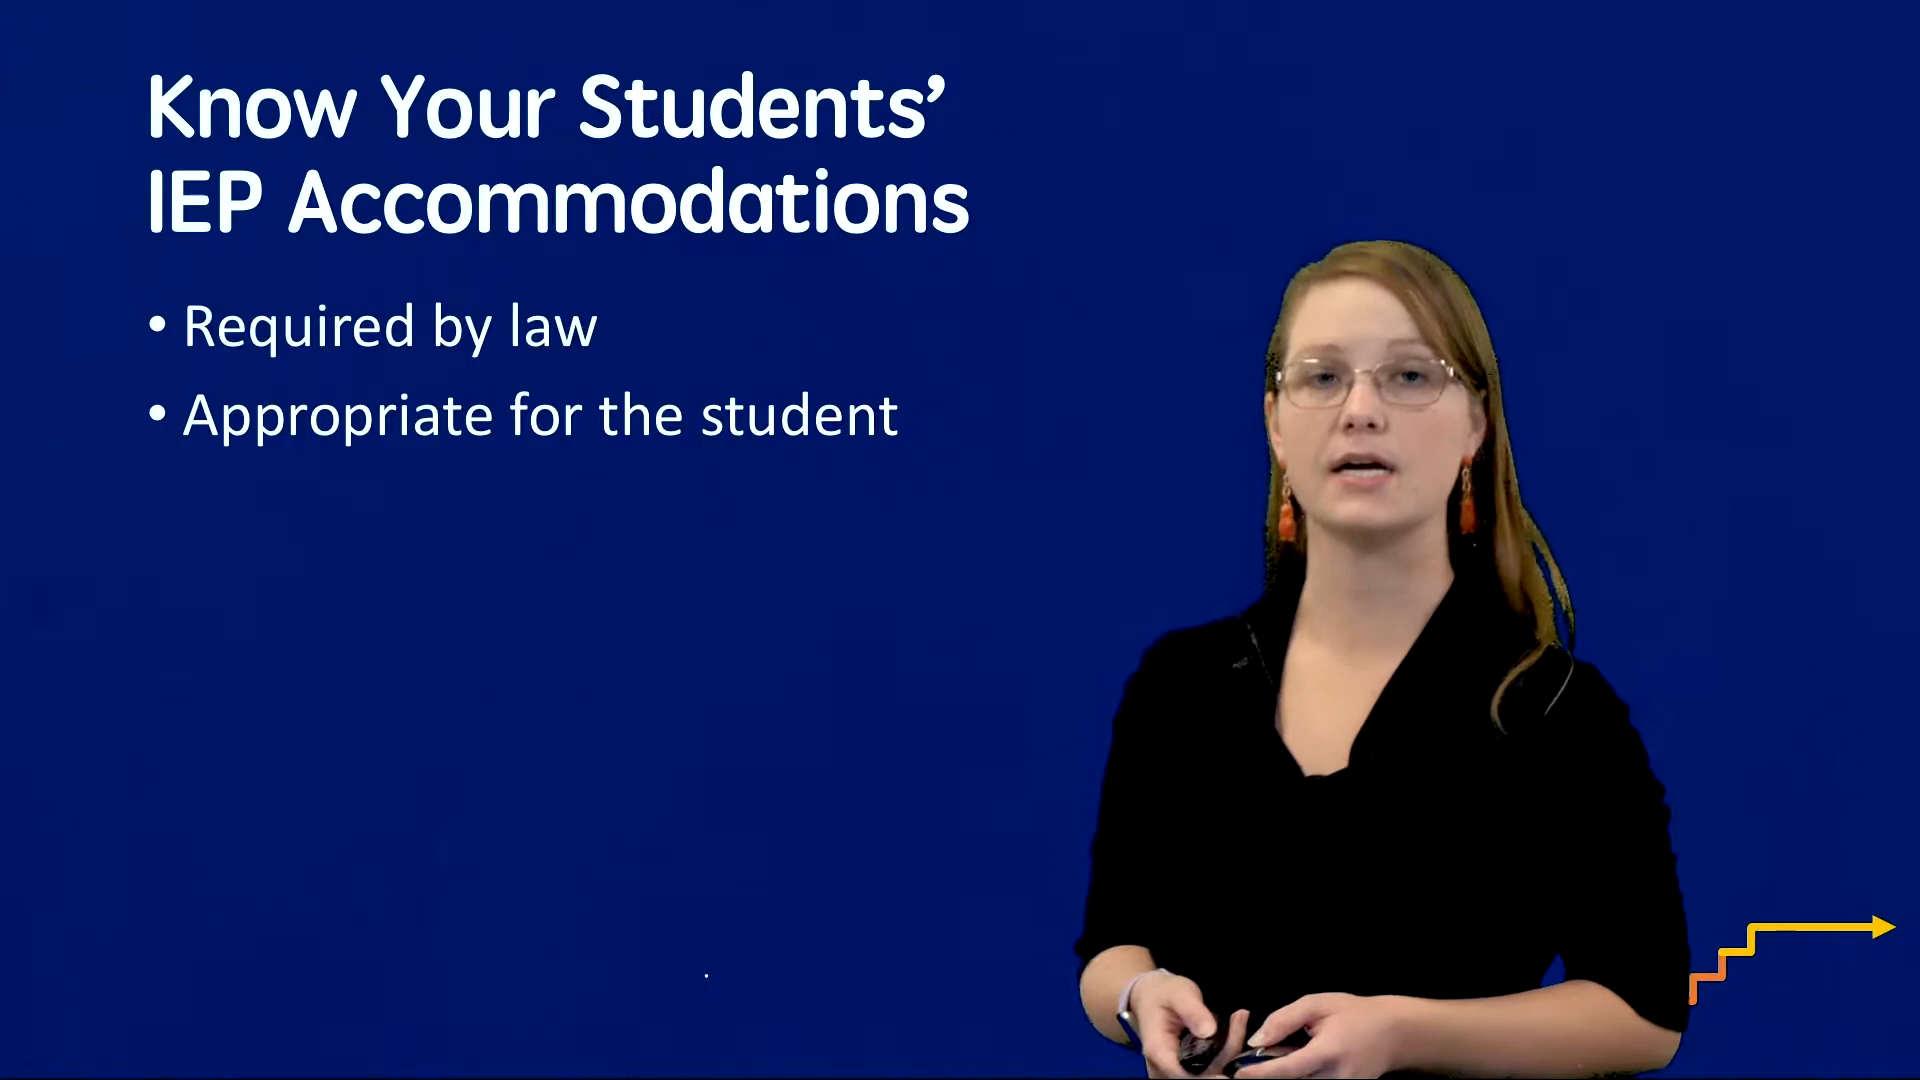 Know Your Students’
IEP Accommodations
• Required by law
• Appropriate for the student